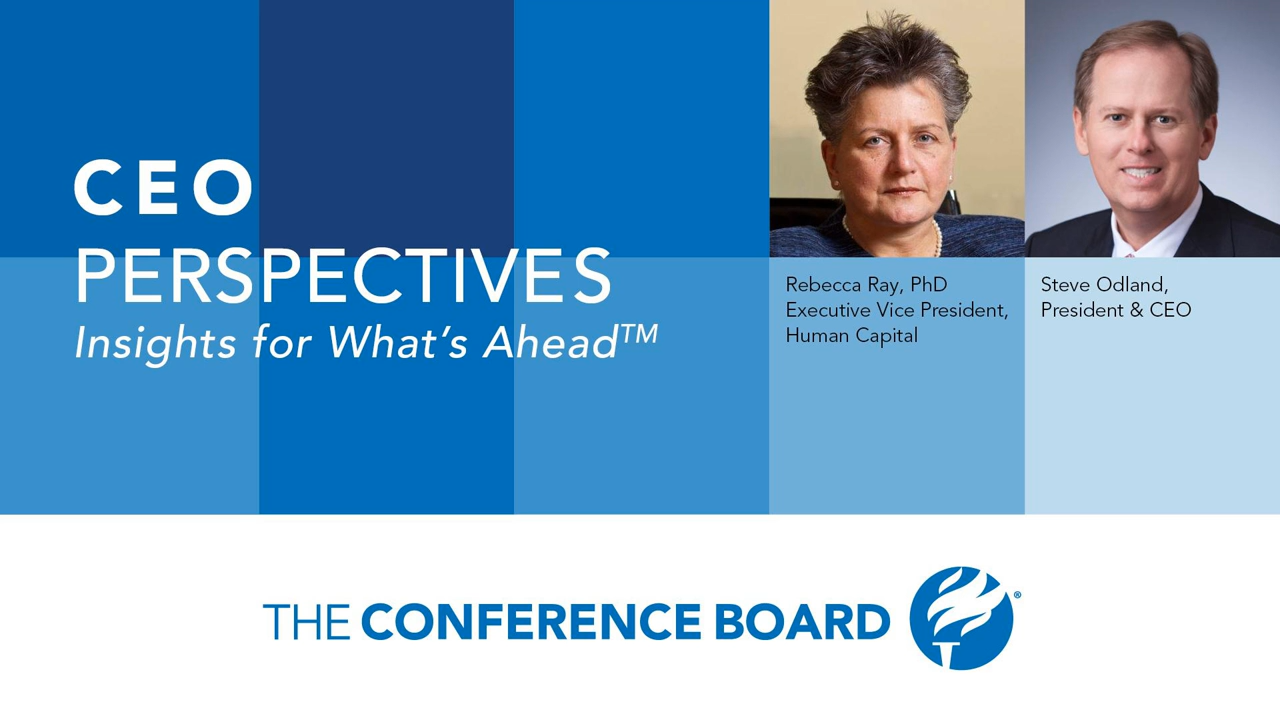 CEO
PERSPECTIVES
Insights for What's Ahead™
Rebecca Ray, PhD
Executive Vice President,
Human Capital
Steve Odland,
President & CEO
THE CONFERENCE BOARD ®